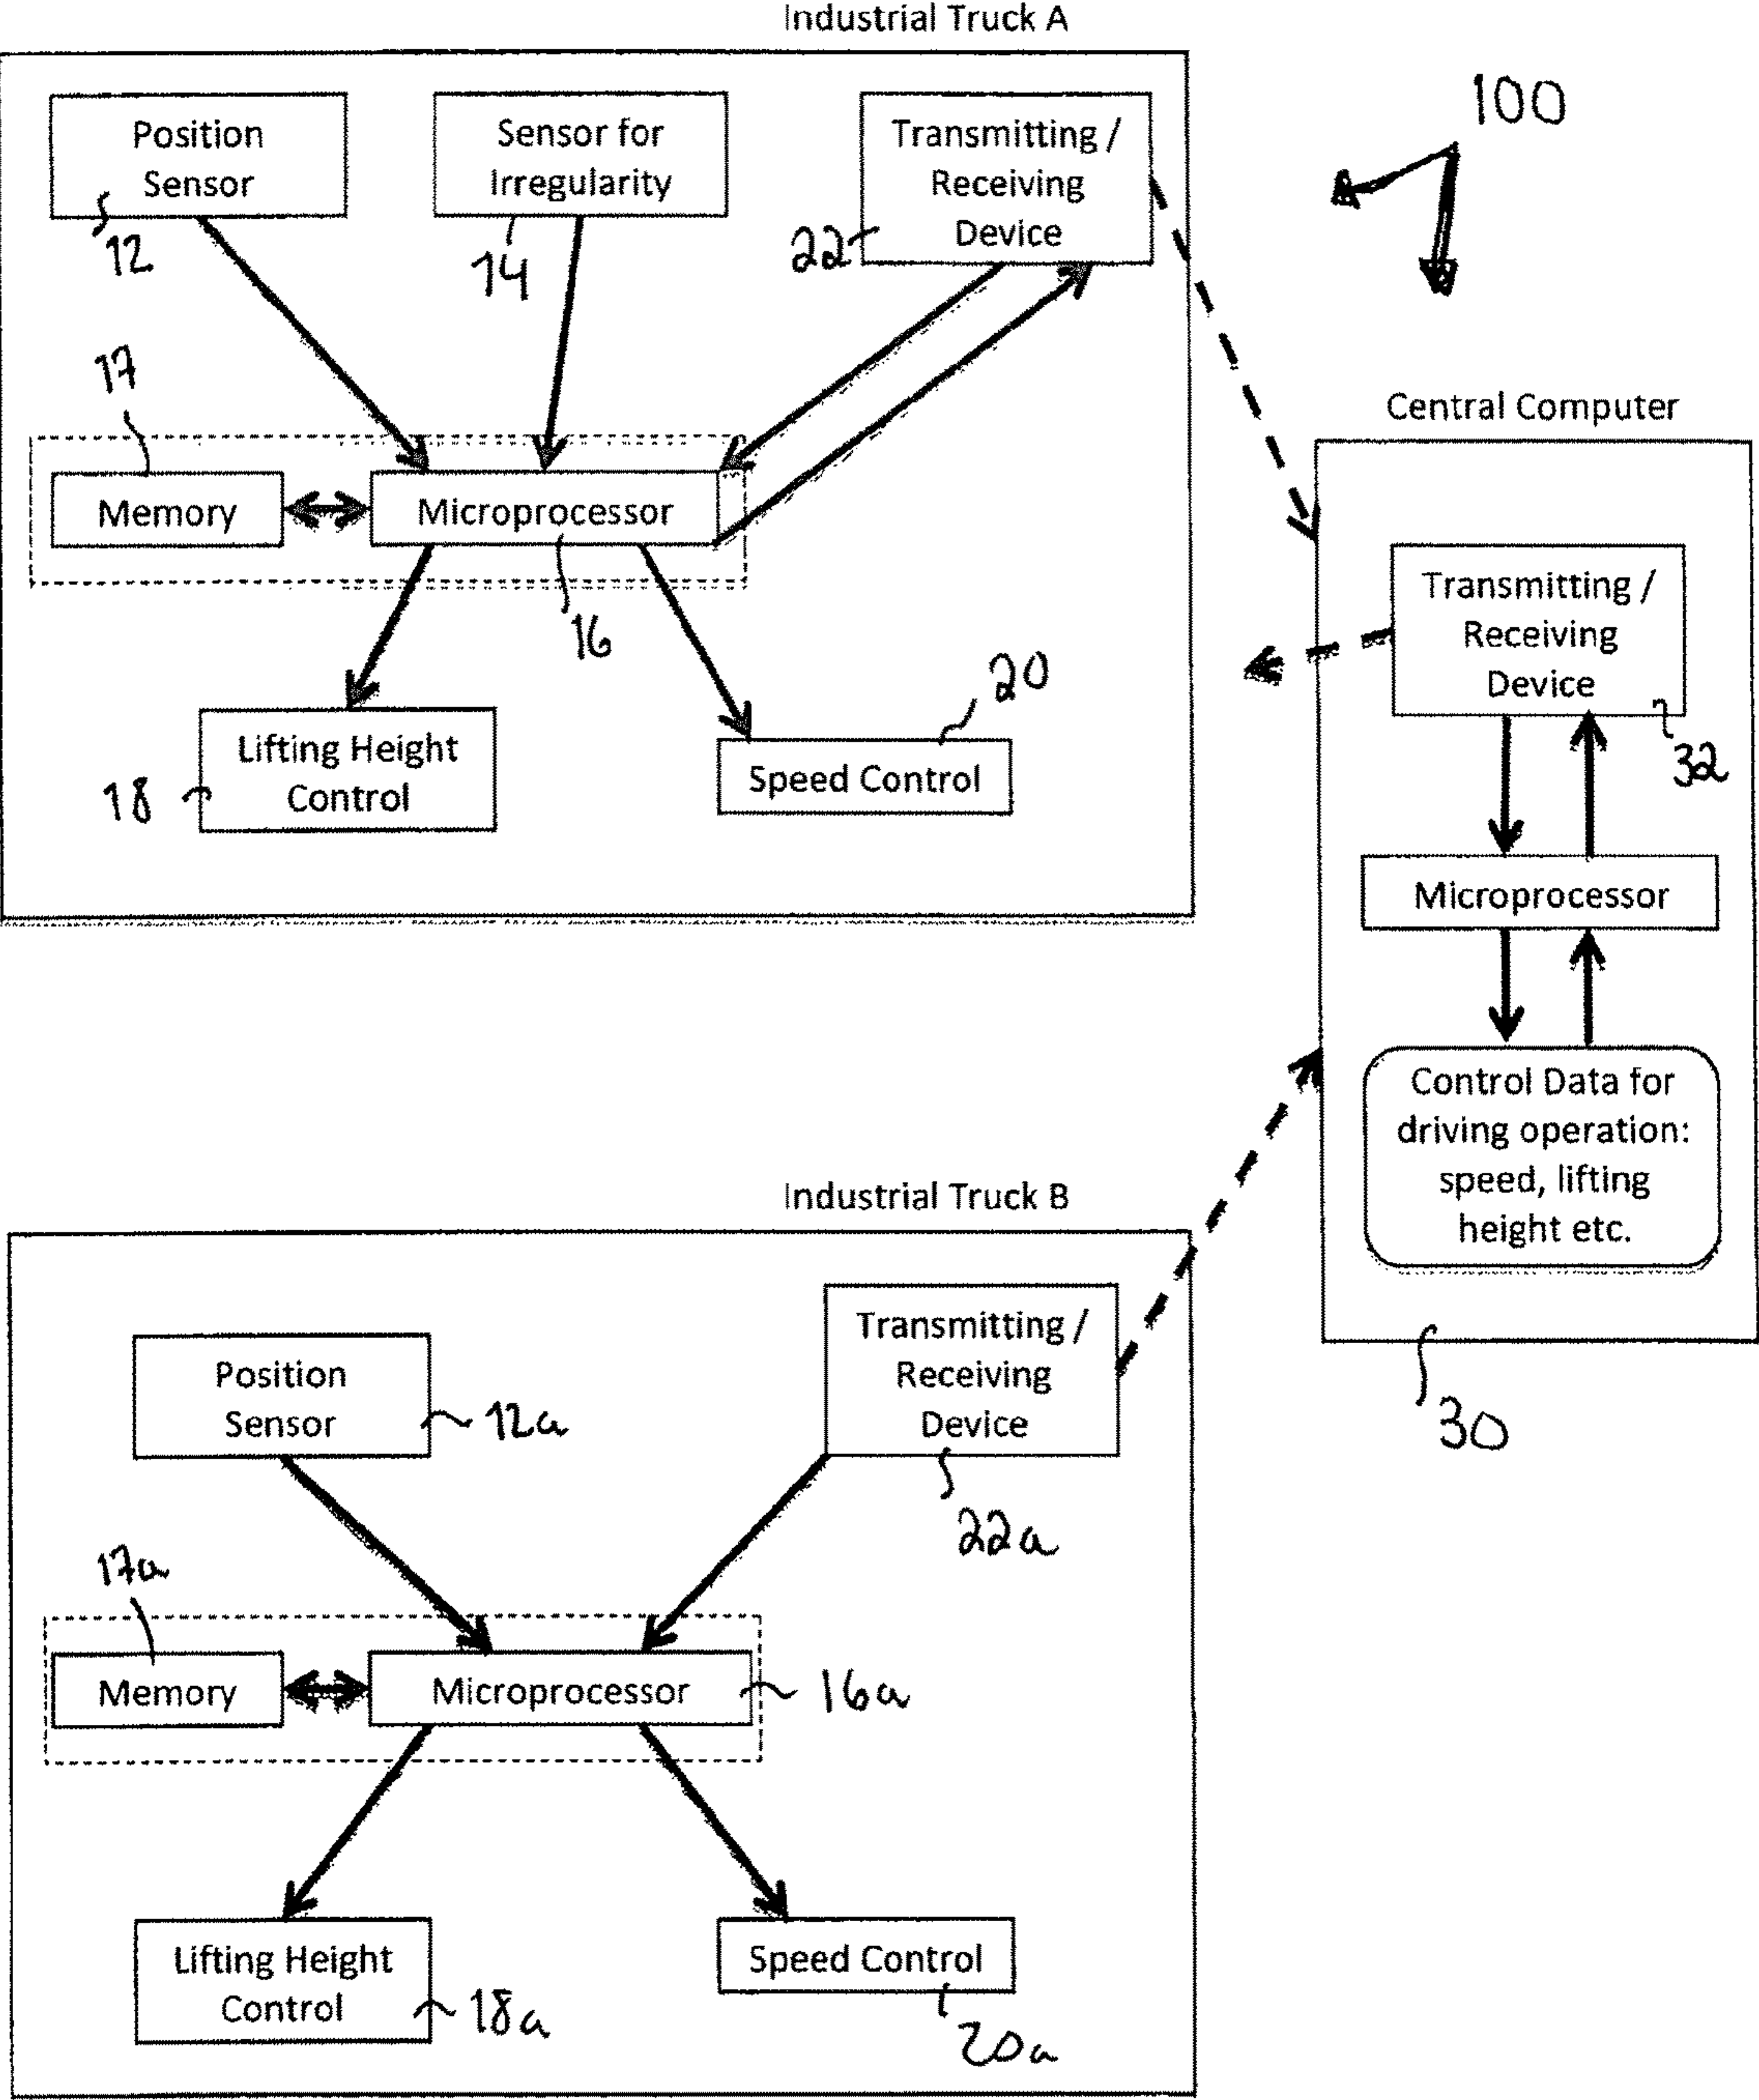 Industrial Truck A
100
Position
Sensor
12
Sensor for
Irregularity
14
Transmitting /
Receiving
Device
22
17
Memory
Microprocessor
16
18
Lifting Height
Control
20
Speed Control
Central Computer
Transmitting /
Receiving
Device
32
Microprocessor
Control Data for
driving operation:
speed, lifting
height etc.
30
Industrial Truck B
Position
Sensor
12a
Transmitting /
Receiving
Device
22a
17a
Memory
Microprocessor
16a
Lifting Height
Control
18a
Speed Control
20a